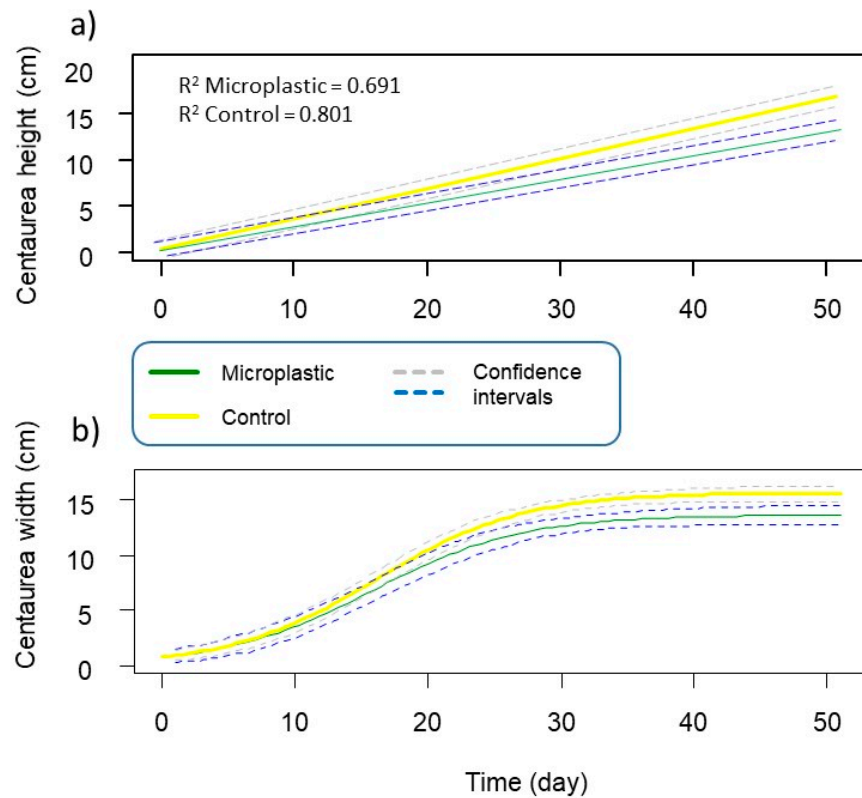 a)
Centaurea height (cm)
20
15
10
5
0
R² Microplastic = 0.691
R² Control = 0.801
0 10 20 30 40 50
Microplastic
Control
Confidence
intervals
b)
Centaurea width (cm)
15
10
5
0
0 10 20 30 40 50
Time (day)